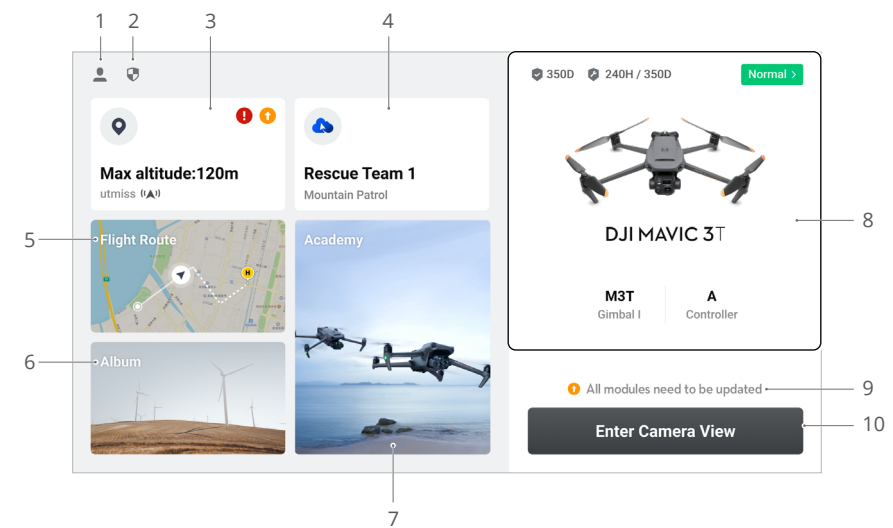 1
2
3
4
350D
240H / 350D
Normal >
Max altitude:120m
utmiss
Rescue Team 1
Mountain Patrol
5
Flight Route
H
Academy
DJI MAVIC 3T
8
M3T
Gimbal I
A
Controller
6
Album
All modules need to be updated
9
Enter Camera View
10
7